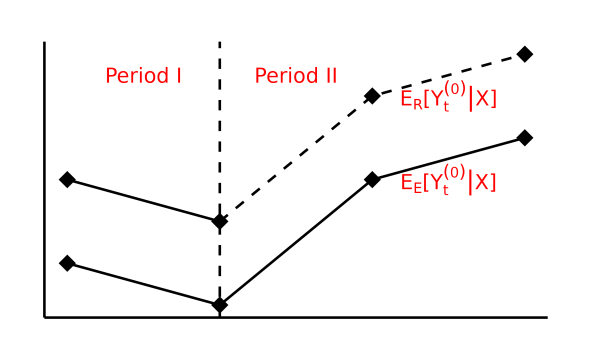 Period I
Period II
E_R[Y_t^(0)|X]
E_E[Y_t^(0)|X]